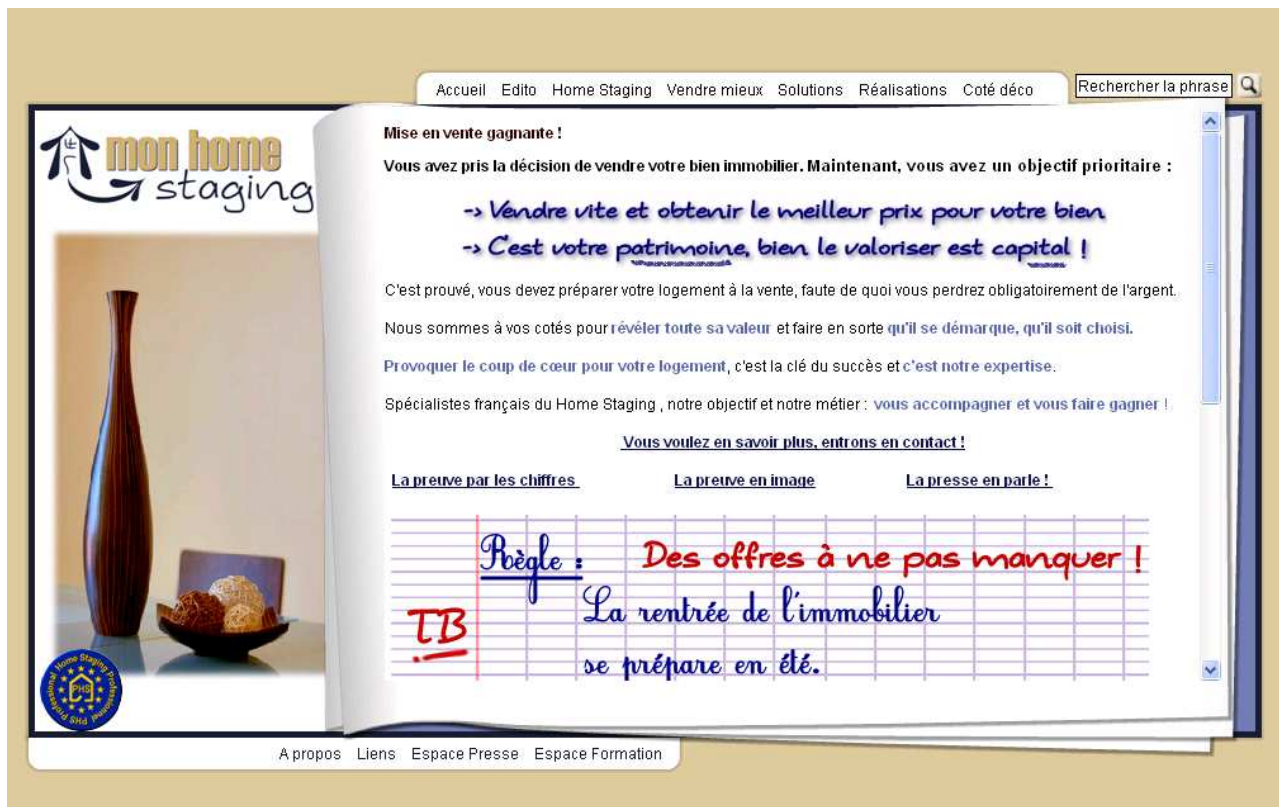 Accueil Edito Home Staging Vendre mieux Solutions Réalisations Coté déco
Rechercher la phrase
mon home
staging
Mise en vente gagnante !
Vous avez pris la décision de vendre votre bien immobilier. Maintenant, vous avez un objectif prioritaire :
-> Vendre vite et obtenir le meilleur prix pour votre bien
-> C'est votre patrimoine, bien le valoriser est capital !
C'est prouvé, vous devez préparer votre logement à la vente, faute de quoi vous perdrez obligatoirement de l'argent.
Nous sommes à vos cotés pour révéler toute sa valeur et faire en sorte qu'il se démarque, qu'il soit choisi.
Provoquer le coup de cœur pour votre logement, c'est la clé du succès et c'est notre expertise.
Spécialistes français du Home Staging , notre objectif et notre métier : vous accompagner et vous faire gagner !
Vous voulez en savoir plus, entrons en contact !
La preuve par les chiffres La preuve en image La presse en parle !
Règle : Des offres à ne pas manquer !
La rentrée de l'immobilier
TB
se prépare en été.
Home Staging Professional
PHS
PHS Professionnel
A propos Liens Espace Presse Espace Formation